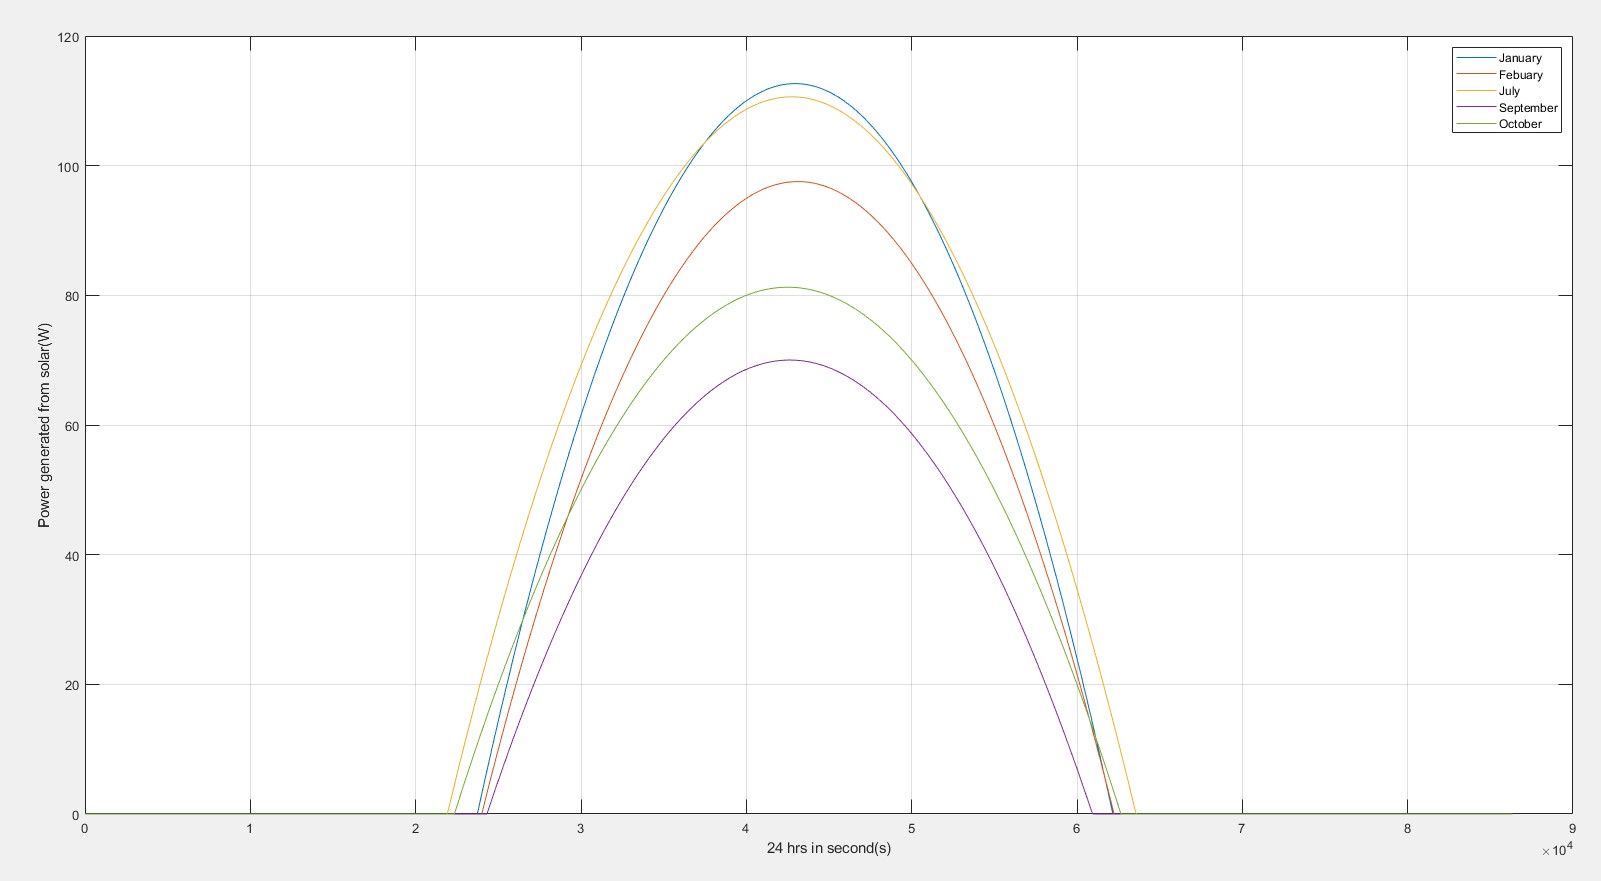 120
100
80
60
40
20
0
Power generated from solar(W)
January
Febuary
July
September
October
0 1 2 3 4 5 6 7 8 9
24 hrs in second(s)
×10^4